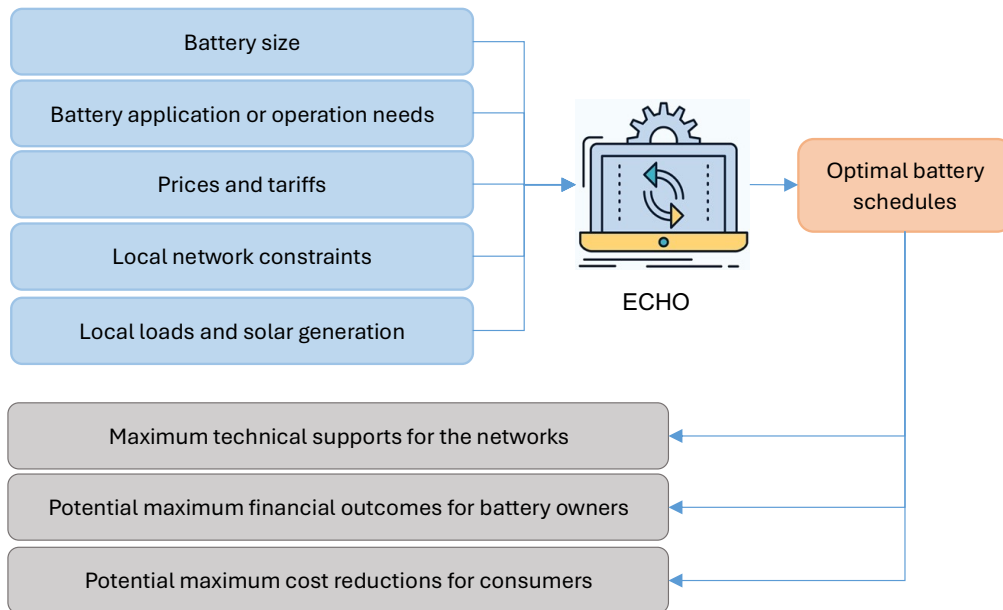 Battery size
Battery application or operation needs
Prices and tariffs
Local network constraints
Local loads and solar generation
ECHO
Optimal battery
schedules
Maximum technical supports for the networks
Potential maximum financial outcomes for battery owners
Potential maximum cost reductions for consumers